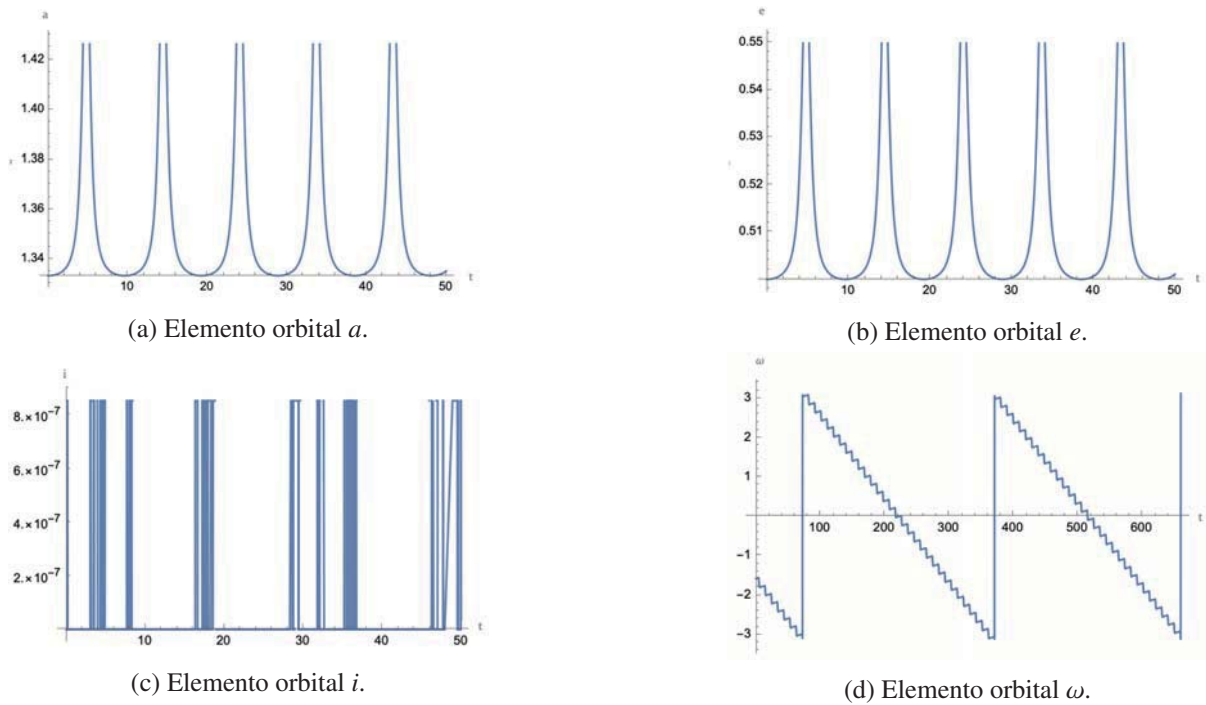 a
1.42
1.40
1.38
1.36
1.34
10 20 30 40 50 t
(a) Elemento orbital a.
e
0.55
0.54
0.53
0.52
0.51
10 20 30 40 50 t
(b) Elemento orbital e.
i
8.×10⁻⁷
6.×10⁻⁷
4.×10⁻⁷
2.×10⁻⁷
10 20 30 40 50 t
(c) Elemento orbital i.
ω
3
2
1
100 200 300 400 500 600 t
-1
-2
-3
(d) Elemento orbital ω.